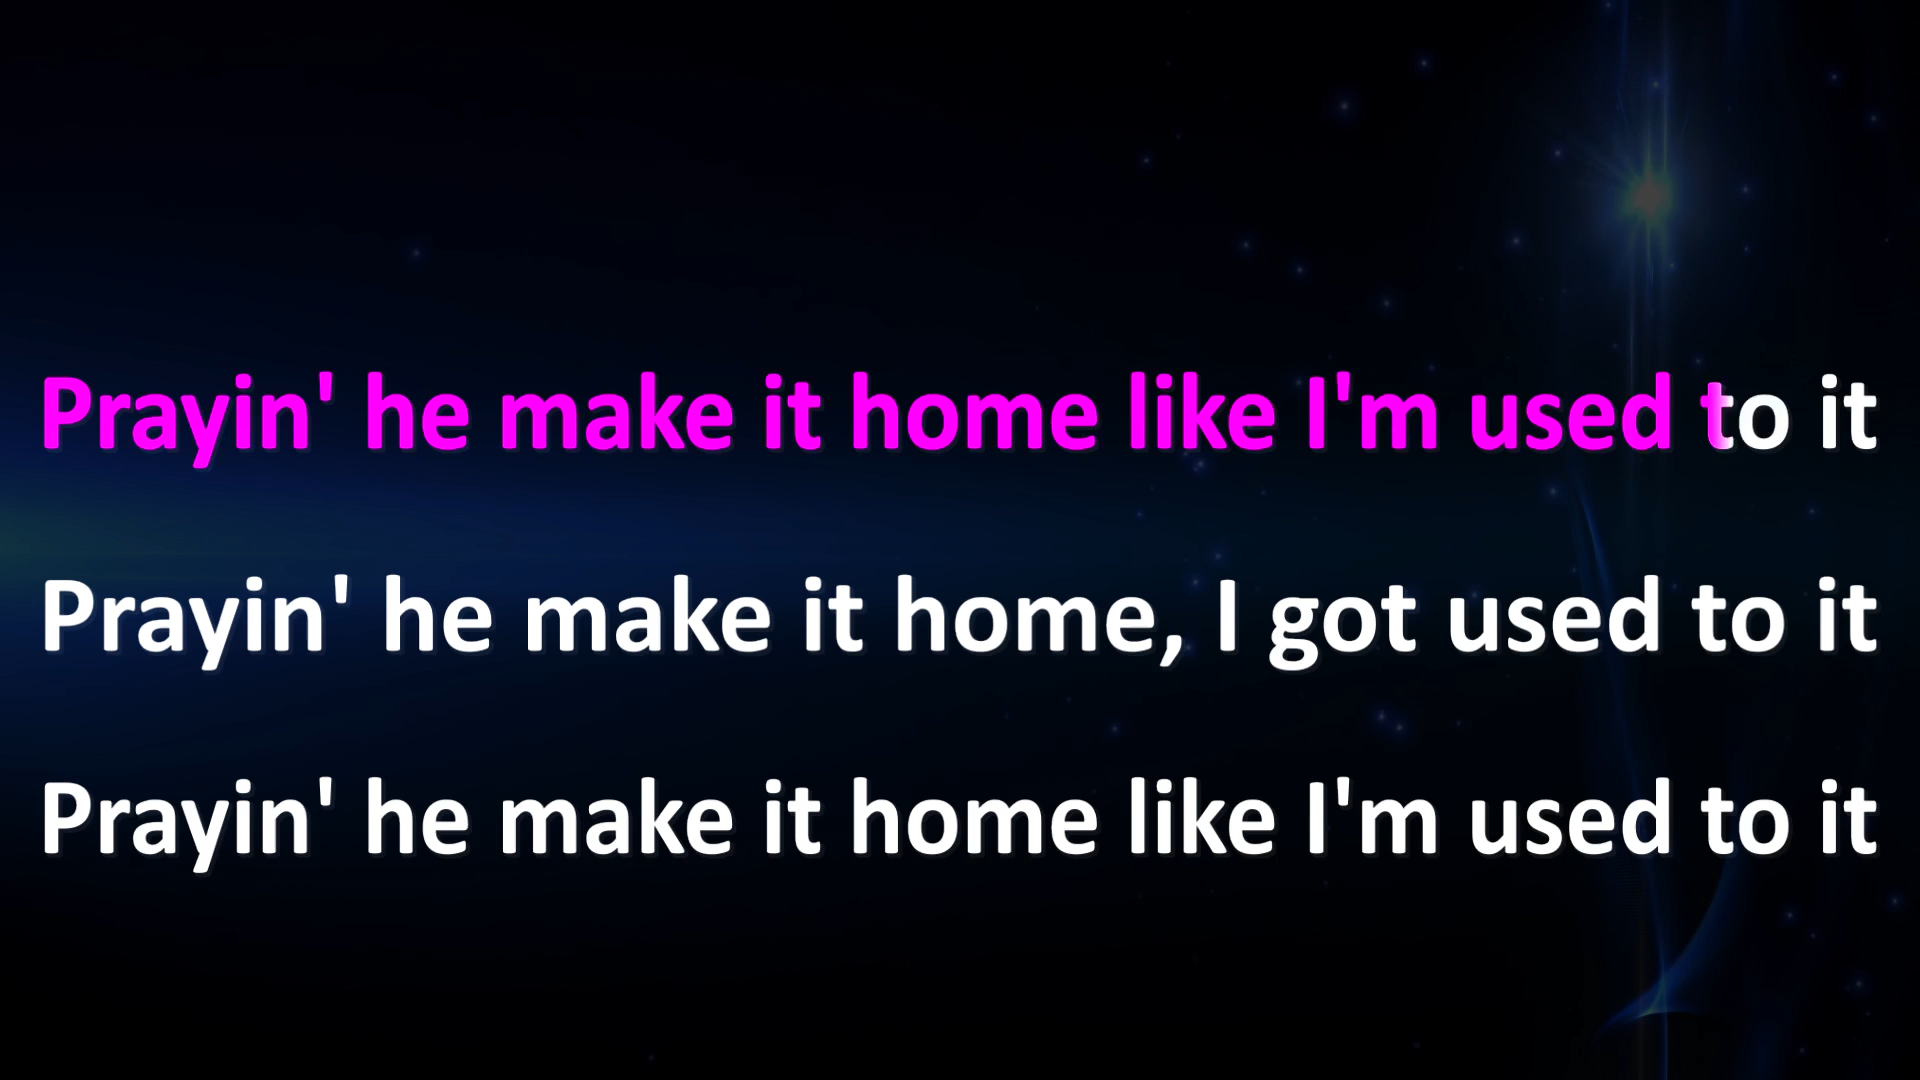 Prayin' he make it home like I'm used to it
Prayin' he make it home, I got used to it
Prayin' he make it home like I'm used to it